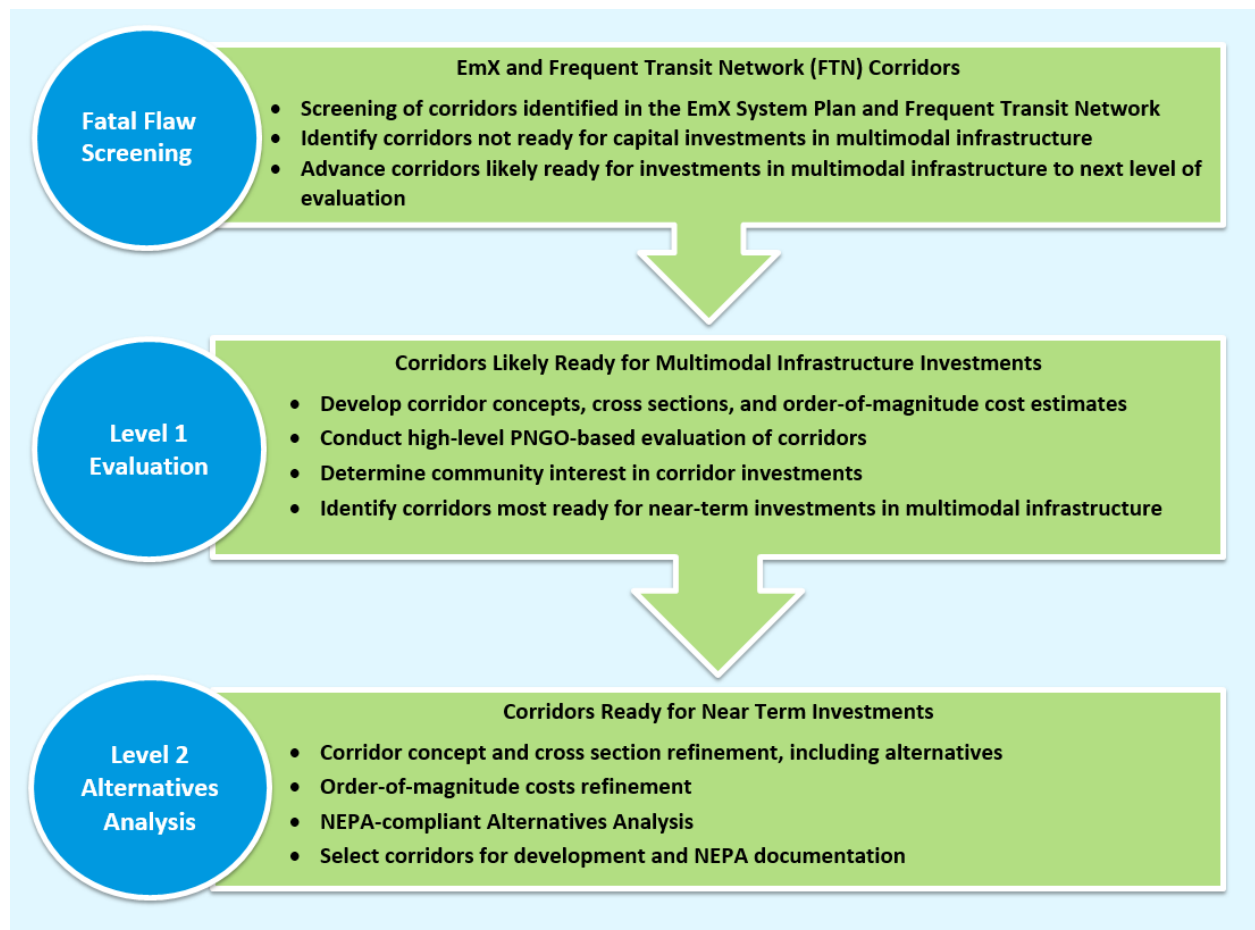 Fatal Flaw
Screening
EmX and Frequent Transit Network (FTN) Corridors
• Screening of corridors identified in the EmX System Plan and Frequent Transit Network
• Identify corridors not ready for capital investments in multimodal infrastructure
• Advance corridors likely ready for investments in multimodal infrastructure to next level of
evaluation
Level 1
Evaluation
Corridors Likely Ready for Multimodal Infrastructure Investments
• Develop corridor concepts, cross sections, and order-of-magnitude cost estimates
• Conduct high-level PNGO-based evaluation of corridors
• Determine community interest in corridor investments
• Identify corridors most ready for near-term investments in multimodal infrastructure
Level 2
Alternatives
Analysis
Corridors Ready for Near Term Investments
• Corridor concept and cross section refinement, including alternatives
• Order-of-magnitude costs refinement
• NEPA-compliant Alternatives Analysis
• Select corridors for development and NEPA documentation